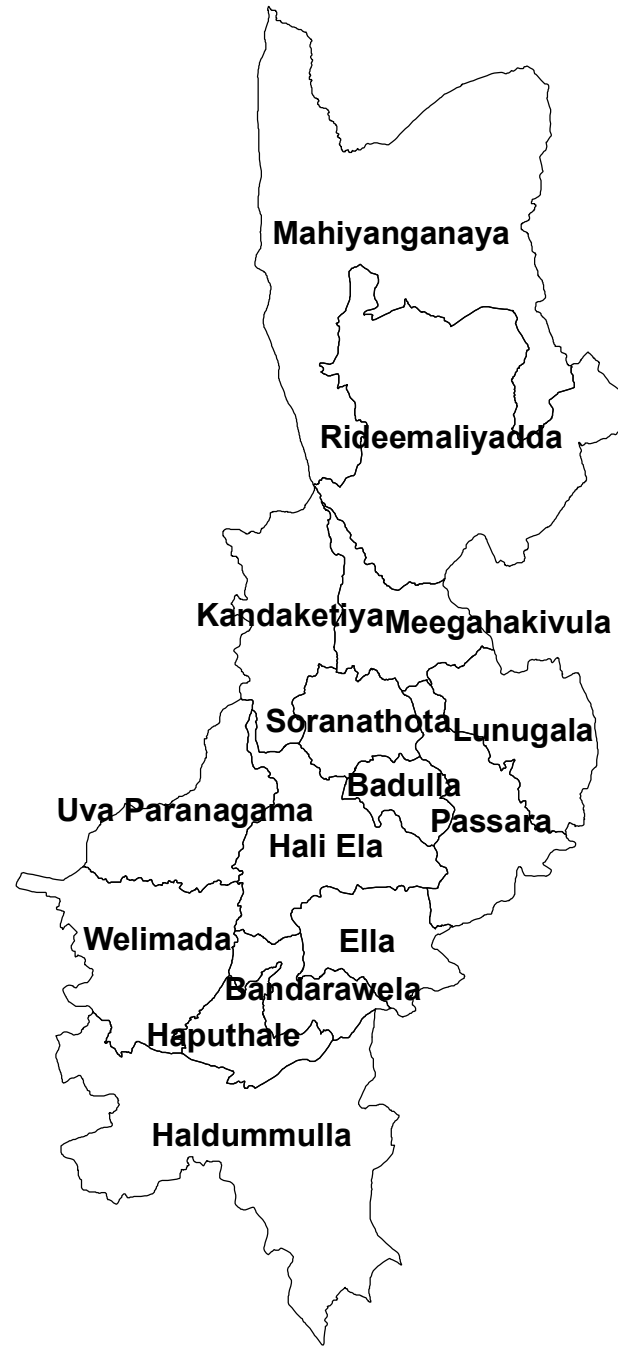 Mahiyanganaya
Rideemaliyadda
Kandaketiya
Meegahakivula
Soranathota
Lunugala
Badulla
Uva Paranagama
Passara
Hali Ela
Welimada
Ella
Bandarawela
Haputhale
Haldummulla